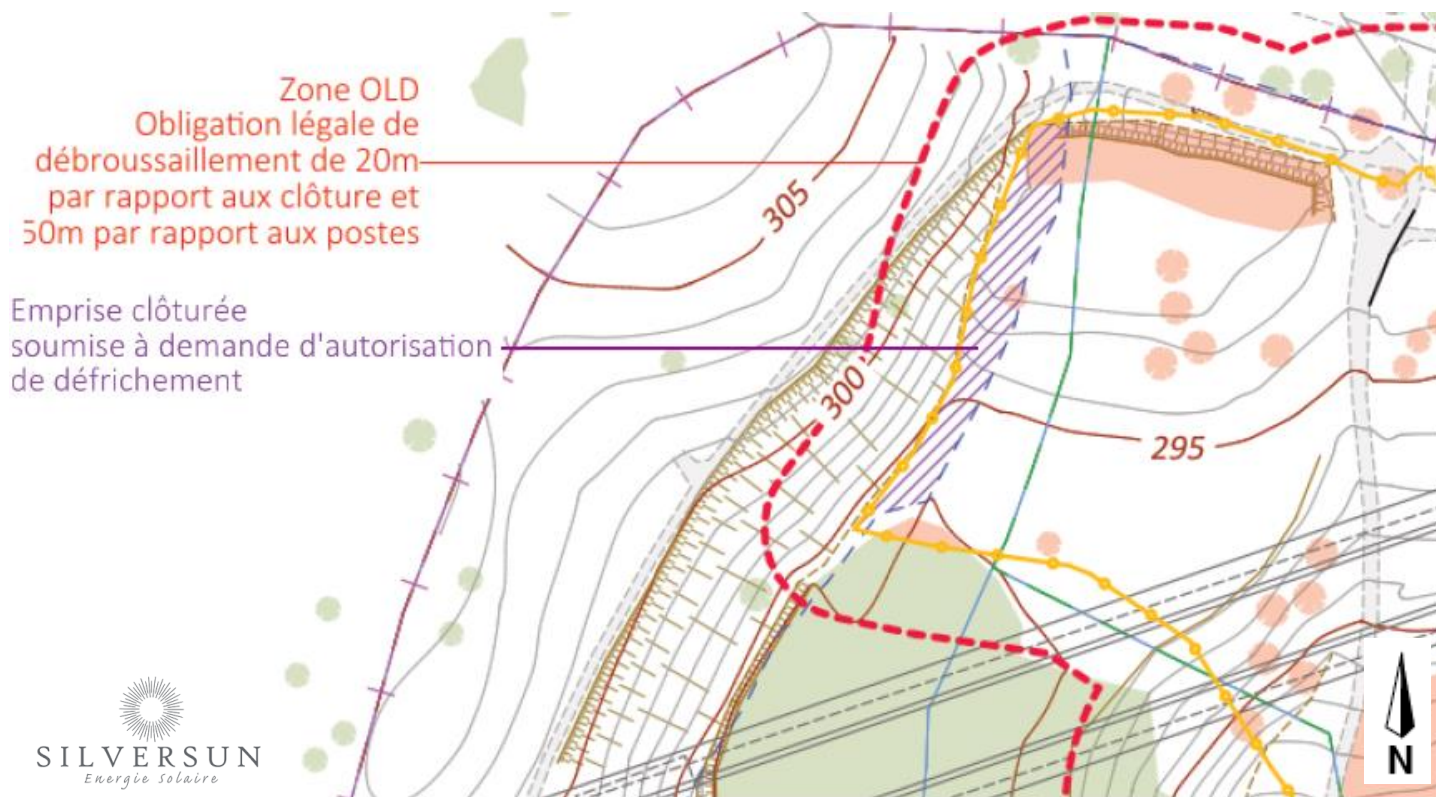 Zone OLD
Obligation légale de
débroussaillement de 20m
par rapport aux clôture et
50m par rapport aux postes
Emprise clôturée
soumise à demande d'autorisation
de défrichement
305
300
295
SILVERSUN
Energie Solaire
N